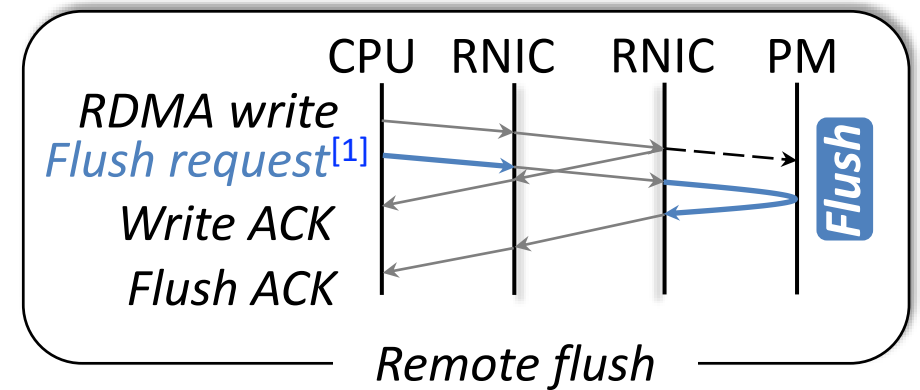 CPU RNIC RNIC PM
RDMA write
Flush request[1]
Write ACK
Flush ACK
Flush
Remote flush